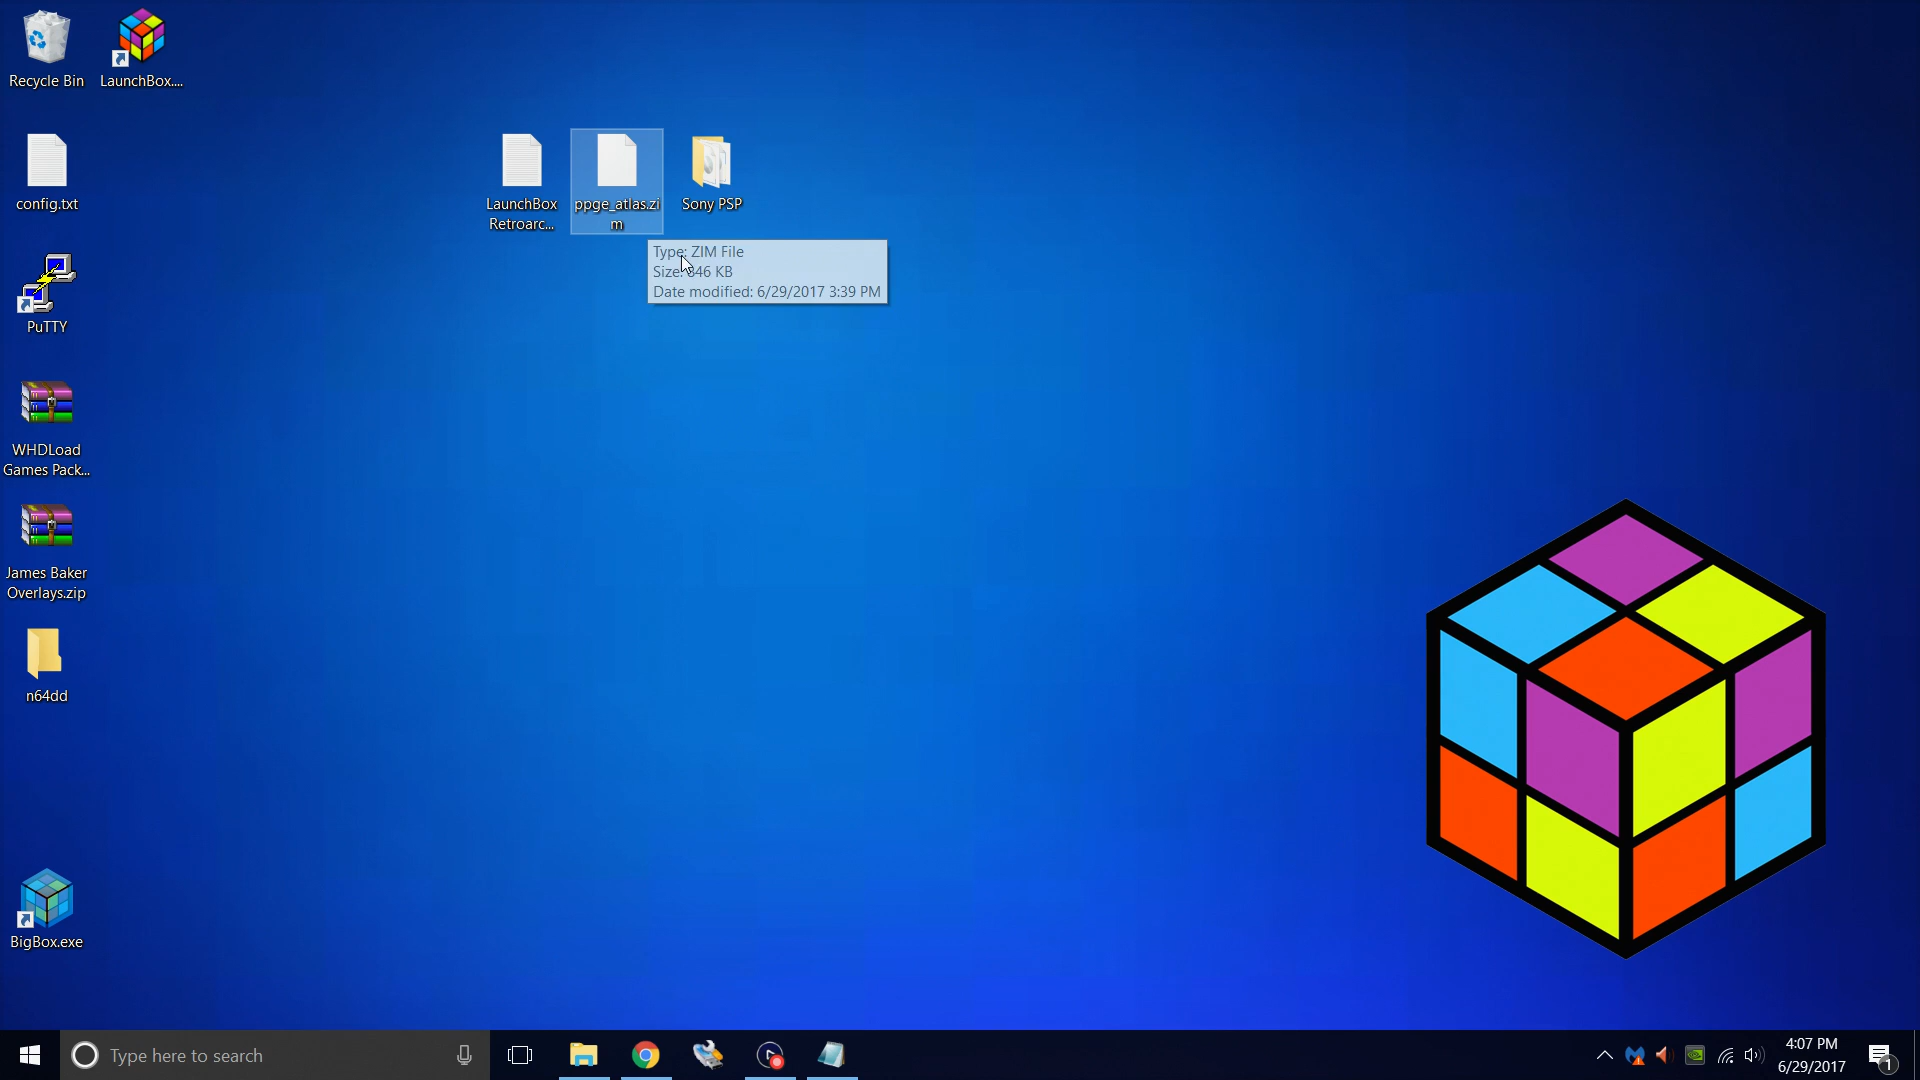 Recycle Bin
LaunchBox....
config.txt
LaunchBox
Retroarc...
ppge_atlas.zi
m
Sony PSP
Type: ZIM File
Size: 846 KB
Date modified: 6/29/2017 3:39 PM
PuTTY
WHDLoad
Games Pack...
James Baker
Overlays.zip
n64dd
BigBox.exe
Type here to search
4:07 PM
6/29/2017
1